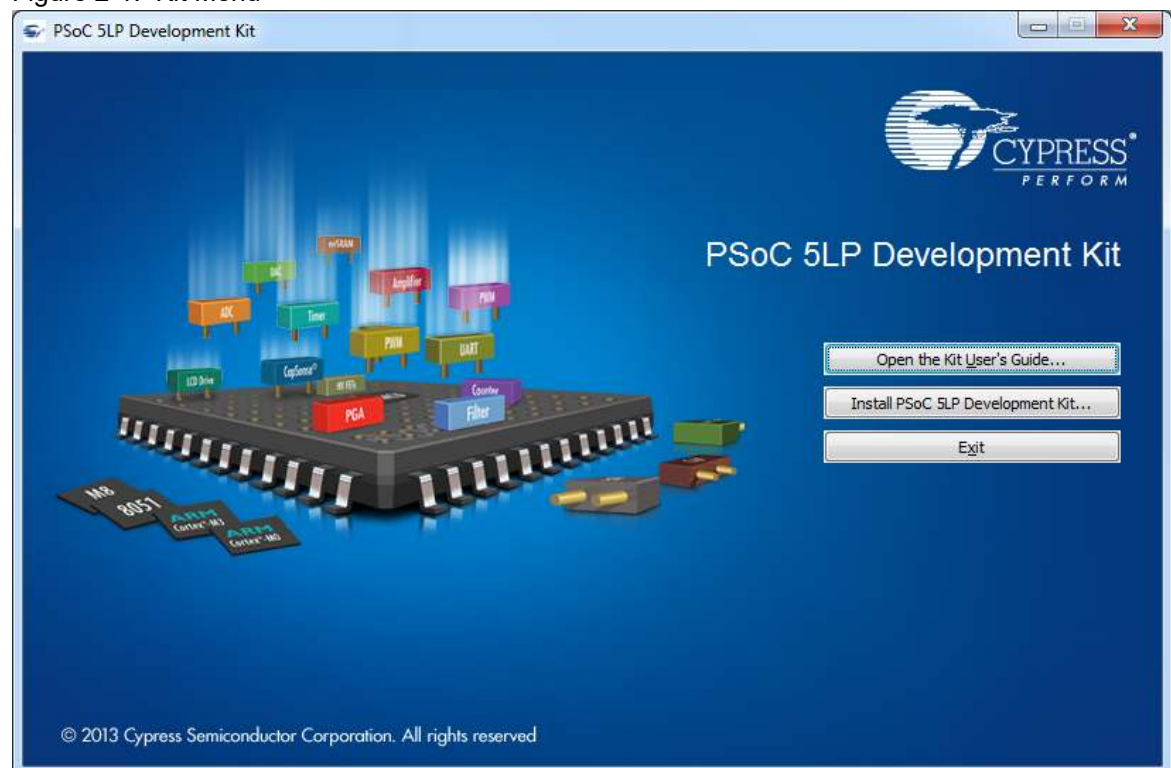 Figure 2-1. Kit Menu
PSoC 5LP Development Kit
CYPRESS®
PERFORM
PSoC 5LP Development Kit
nvSRAM
DAC
Amplifier
PWM
ADC
Timer
PWM
UART
LCD Drive
CapSense®
Counter
PGA
Filter
M8
8051
ARM
Cortex™-M3
ARM
Cortex™-M0
Open the Kit User's Guide...
Install PSoC 5LP Development Kit...
Exit
© 2013 Cypress Semiconductor Corporation. All rights reserved